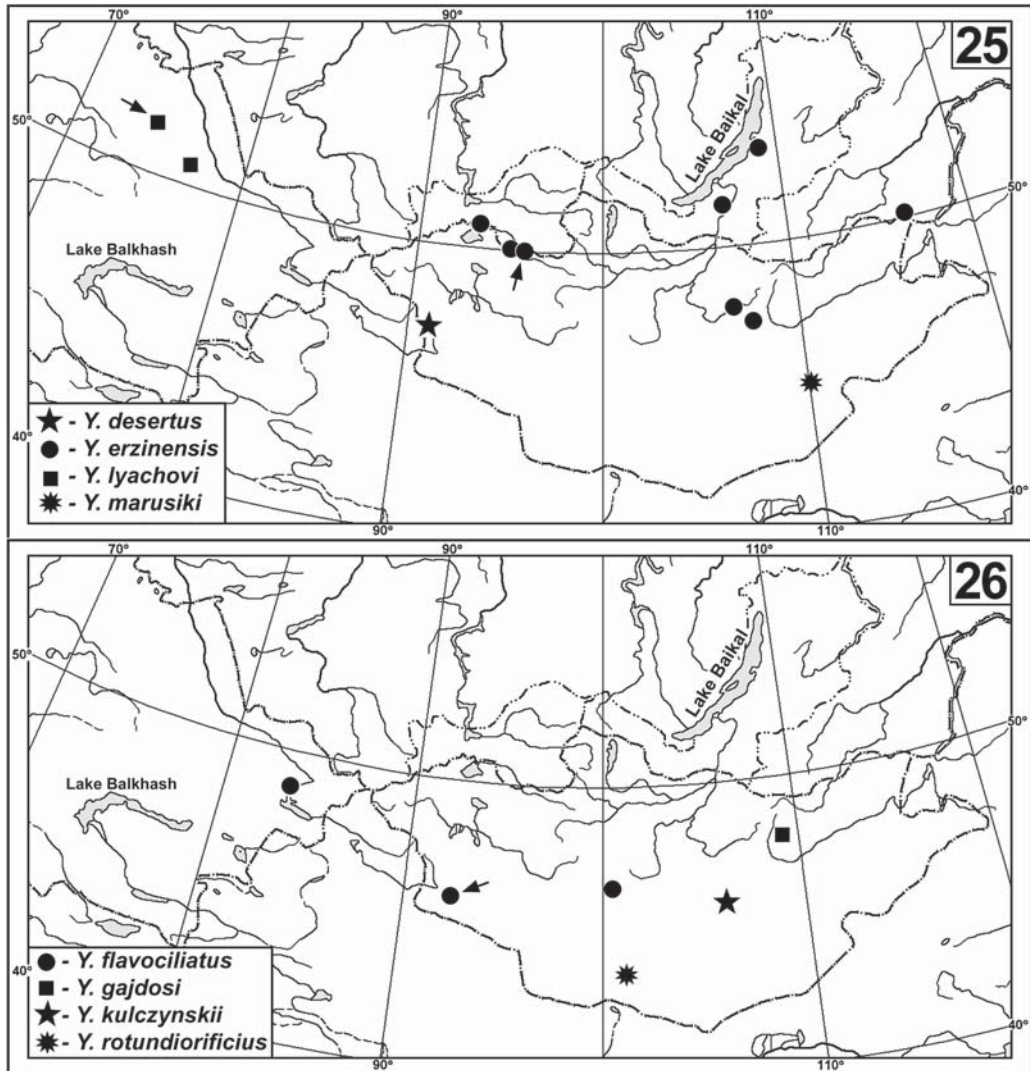 70° 90° 110°
25
50°
50°
Lake Baikal
Lake Balkhash
40°
40°
- Y. desertus
- Y. erzinensis
- Y. lyachovi
- Y. marusiki
90° 110°
70° 90° 110°
26
50°
50°
Lake Baikal
Lake Balkhash
40°
40°
- Y. flavociliatus
- Y. gajdosi
- Y. kulczynskii
- Y. rotundiorificius
90° 110°